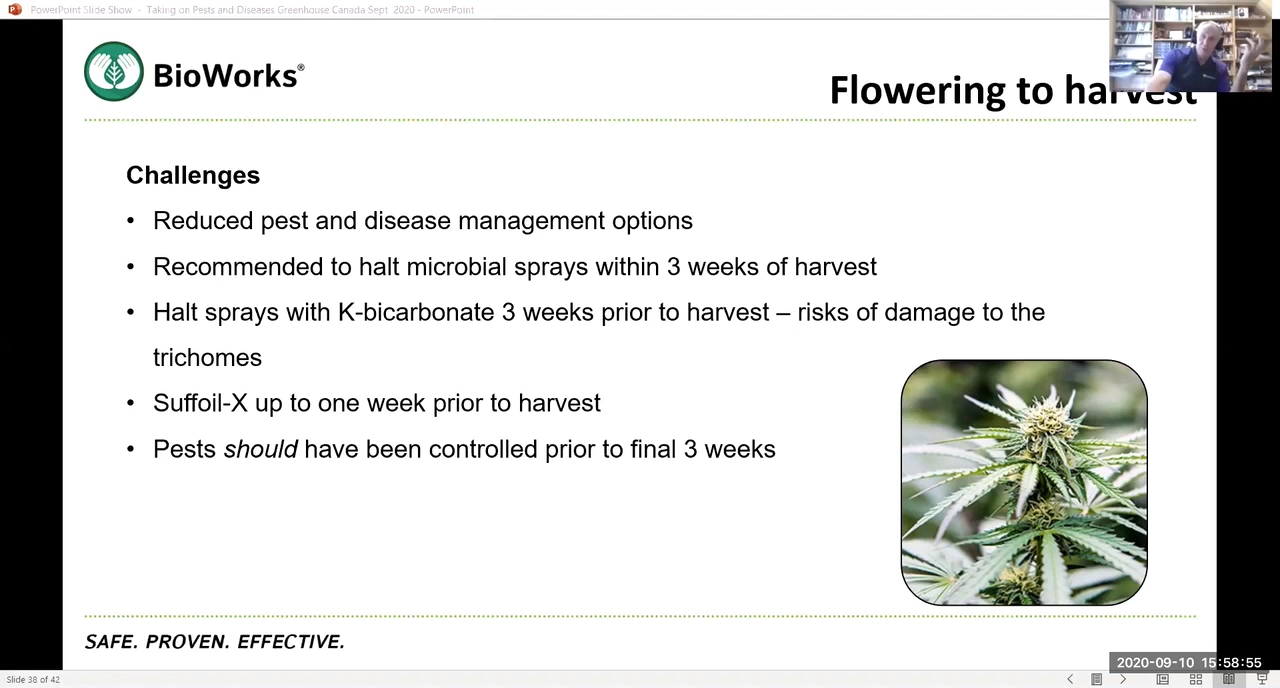 PowerPoint Slide Show - Taking on Pests and Diseases Greenhouse Canada Sept. 2020 - PowerPoint
BioWorks®
Flowering to harvest
Challenges
• Reduced pest and disease management options
• Recommended to halt microbial sprays within 3 weeks of harvest
• Halt sprays with K-bicarbonate 3 weeks prior to harvest – risks of damage to the
trichomes
• Suffoil-X up to one week prior to harvest
• Pests should have been controlled prior to final 3 weeks
SAFE. PROVEN. EFFECTIVE.
2020-09-10 15:58:55
Slide 38 of 42